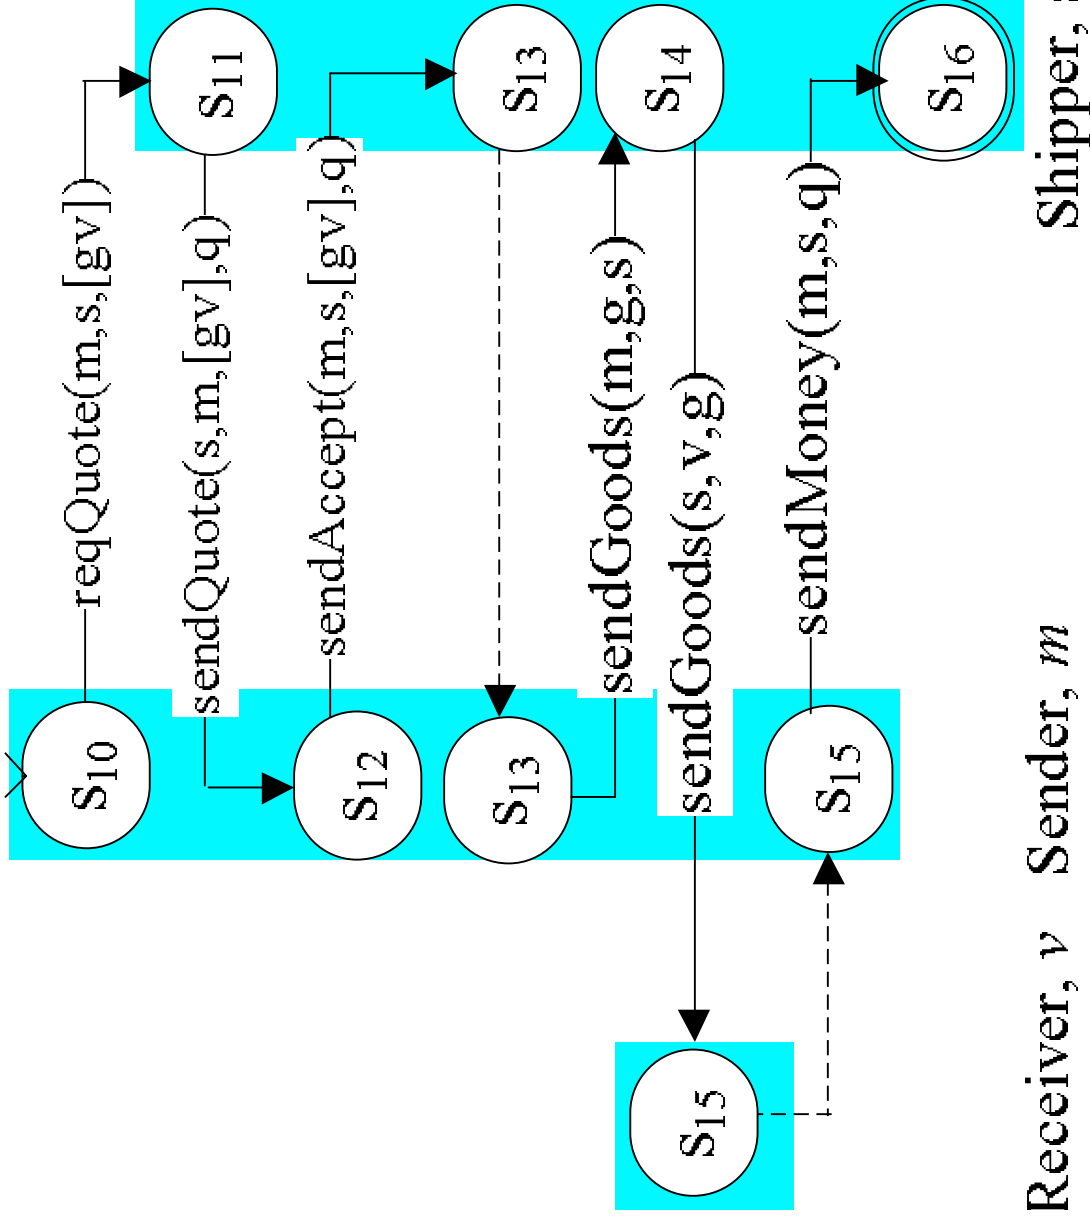 S10
reqQuote(m,s,[gv])
S11
sendQuote(s,m,[gv],q)
S12
sendAccept(m,s,[gv],q)
S13
S13
sendGoods(m,g,s)
S14
sendGoods(s,v,g)
S15
S15
sendMoney(m,s,q)
S16
Receiver, v Sender, m Shipper,